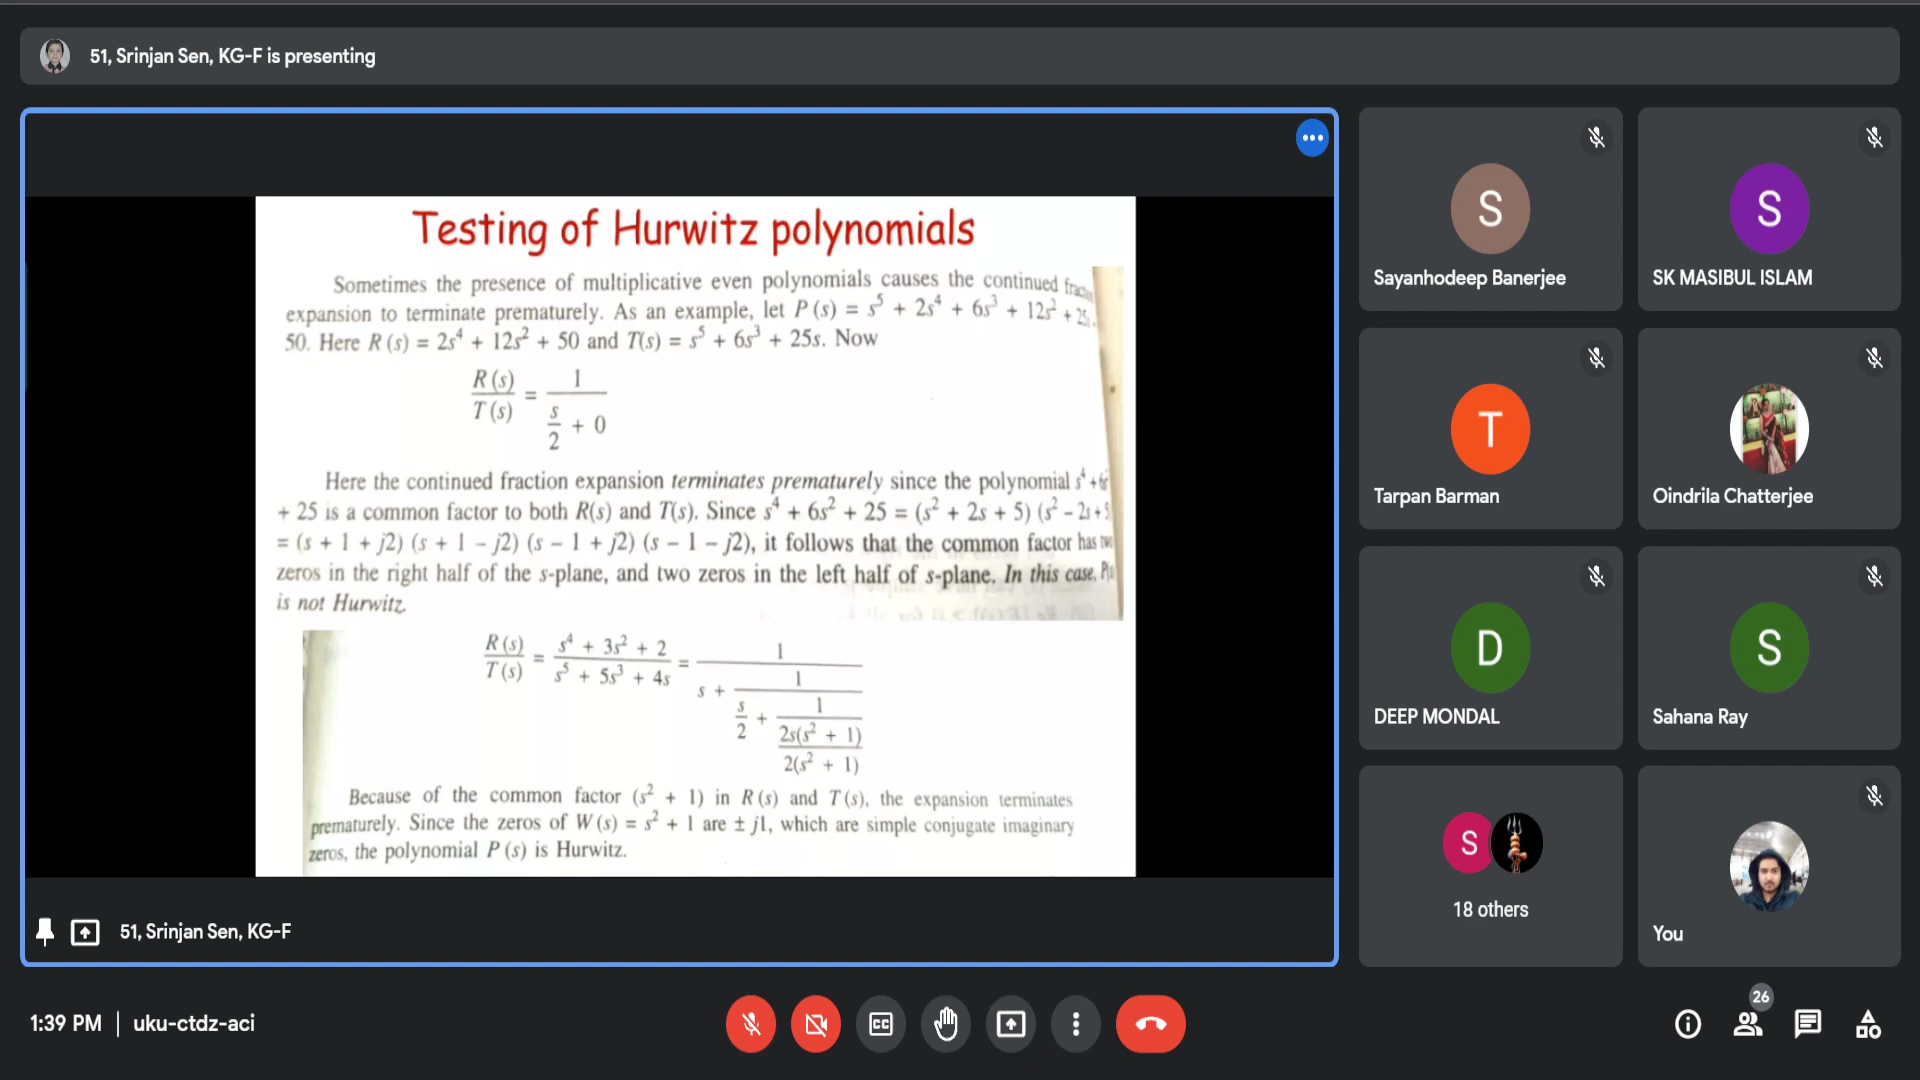 51, Srinjan Sen, KG-F is presenting
Testing of Hurwitz polynomials
Sometimes the presence of multiplicative even polynomials causes the continued
expansion to terminate prematurely. As an example, let P (s) = s⁵ + 2s⁴ + 6s³ + 12s² + 25
50. Here R (s) = 2s⁴ + 12s² + 50 and T(s) = s⁵ + 6s³ + 25s. Now
R (s) / T (s) = 1 / (s/2 + 0)
Here the continued fraction expansion terminates prematurely since the polynomial s⁴ +
+ 25 is a common factor to both R(s) and T(s). Since s⁴ + 6s² + 25 = (s² + 2s + 5) (s² – 2s +
= (s + 1 + j2) (s + 1 – j2) (s – 1 + j2) (s – 1 – j2), it follows that the common factor has
zeros in the right half of the s-plane, and two zeros in the left half of s-plane. In this case,
is not Hurwitz.
R (s) / T (s) = (s⁴ + 3s² + 2) / (s⁵ + 5s³ + 4s) = 1 / (s + 1 / (s/2 + 1 / (2s(s² + 1) / 2(s² + 1))))
Because of the common factor (s² + 1) in R (s) and T (s), the expansion terminates
prematurely. Since the zeros of W (s) = s² + 1 are ± j1, which are simple conjugate imaginary
zeros, the polynomial P (s) is Hurwitz.
51, Srinjan Sen, KG-F
S
Sayanhodeep Banerjee
S
SK MASIBUL ISLAM
T
Tarpan Barman
Oindrila Chatterjee
D
DEEP MONDAL
S
Sahana Ray
S
18 others
You
1:39 PM | uku-ctdz-aci
CC
26